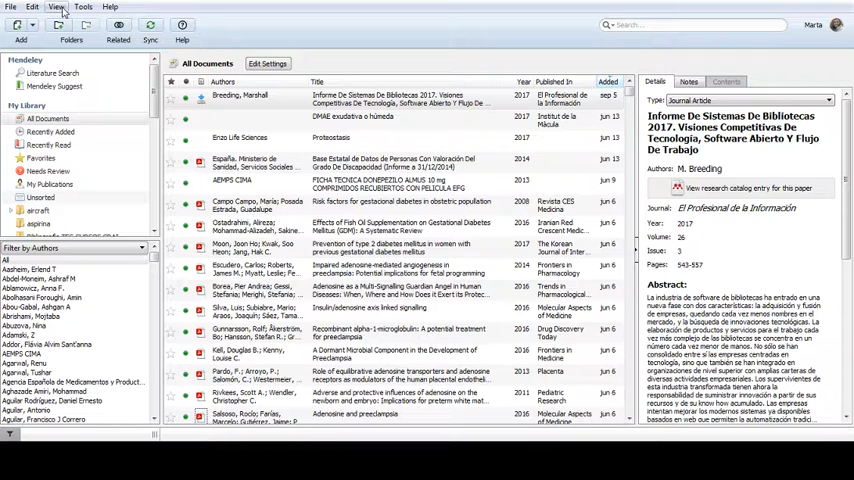 File Edit View Tools Help
Add Folders Related Sync Help
Search... Marta
Mendeley
Literature Search
Mendeley Suggest
My Library
All Documents
Recently Added
Recently Read
Favorites
Needs Review
My Publications
Unsorted
aircraft
aspirina
Filter by Authors
All
Aasheim, Erlend T
Abdel-Moneim, Ashraf M
Ablamowicz, Anna F.
Abolhasani Foroughi, Amin
Abou-Gabal, Ashgan A
Abrishami, Mojtaba
Abuzova, Nina
Adamski, Z
Addor, Flávia Alvim Sant'anna
AEMPS CIMA
Agarwal, Renu
Agarwal, Tushar
Agencia Española de Medicamentos y Product...
Aghazade Amiri, Mohammad
Aguilar Rodríguez, Daniel Ernesto
Aguilar, Antonio
Aguilar, Francisco J Correro
All Documents Edit Settings
Authors Title Year Published In Added
Breeding, Marshall Informe De Sistemas De Bibliotecas 2017. Visiones Competitivas De Tecnología, Software Abierto Y Flujo De ... 2017 El Profesional de la Información sep 5
DMAE exudativa o húmeda 2017 Institut de la Màcula jun 13
Enzo Life Sciences Proteostasis 2017 jun 13
España. Ministerio de Sanidad, Servicios Sociales ... Base Estatal de Datos de Personas Con Valoración Del Grado De Discapacidad (Informe a 31/12/2014) 2014 jun 13
AEMPS CIMA FICHA TECNICA DONEPEZILO ALMUS 10 mg COMPRIMIDOS RECUBIERTOS CON PELICULA EFG jun 9
Campo Campo, María; Posada Estrada, Guadalupe Risk factors for gestational diabetes in obstetric population 2008 Revista CES Medicina jun 6
Ostadrahimi, Alireza; Mohammad-Alizadeh, Sakine... Effects of Fish Oil Supplementation on Gestational Diabetes Mellitus (GDM): A Systematic Review 2016 Iranian Red Crescent Medic... jun 6
Moon, Joon Ho; Kwak, Soo Heon; Jang, Hak C. Prevention of type 2 diabetes mellitus in women with previous gestational diabetes mellitus 2017 The Korean Journal of Inter... jun 6
Escudero, Carlos; Roberts, James M.; Myatt, Leslie; Fe... Impaired adenosine-mediated angiogenesis in preeclampsia: Potential implications for fetal programming 2014 Frontiers in Pharmacology jun 6
Borea, Pier Andrea; Gessi, Stefania; Merighi, Stefania; ... Adenosine as a Multi-Signalling Guardian Angel in Human Diseases: When, Where and How Does it Exert its Protec... 2016 Trends in Pharmacological... jun 6
Silva, Luis; Subiabre, Mario; Araos, Joaquín; Sáez, Tam... Insulin/adenosine axis linked signalling 2017 Molecular Aspects of Medicine jun 6
Gunnarsson, Rolf; Åkerström, Bo; Hansson, Stefan R.; Gr... Recombinant alpha-1-microglobulin: a potential treatment for preeclampsia 2017 Drug Discovery Today jun 6
Kell, Douglas B.; Kenny, Louise C. A Dormant Microbial Component in the Development of Preeclampsia 2016 Frontiers in Medicine jun 6
Pardo, F.; Arroyo, P.; Salomón, C.; Westermeier, ... Role of equilibrative adenosine transporters and adenosine receptors as modulators of the human placental endotheli... 2013 Placenta jun 6
Rivkees, Scott A.; Wendler, Christopher C. Adverse and protective influences of adenosine on the newborn and embryo: Implications for preterm white mat... 2011 Pediatric Research jun 6
Salsoso, Rocío; Farías, Marcelo; Gutiérrez, Jaime; P... Adenosine and preeclampsia 2016 Molecular Aspects of Medicine jun 6
Details Notes Contents
Type: Journal Article
Informe De Sistemas De Bibliotecas
2017. Visiones Competitivas De
Tecnología, Software Abierto Y Flujo
De Trabajo
Authors: M. Breeding
View research catalog entry for this paper
Journal: El Profesional de la Información
Year: 2017
Volume: 26
Issue: 3
Pages: 543-557
Abstract:
La industria de software de bibliotecas ha entrado en una
nueva fase con dos características: la adquisición y fusión
de empresas, quedando cada vez menos nombres en el
mercado, y la búsqueda de innovaciones tecnológicas. La
elaboración de productos y servicios para el trabajo cada
vez más complejo de las bibliotecas se concentra en un
número cada vez menor de manos. No sólo se han
consolidado entre sí las empresas centradas en
tecnología, sino que también se han integrado en
organizaciones de nivel superior con amplias carteras de
diversas actividades empresariales. Los supervivientes de
esta industria transformada tienen ahora la
responsabilidad de suministrar innovación a partir de sus
recursos y de su know how acumulado. Las empresas
intentan mejorar los modernos sistemas ya disponibles
basados en web que permiten la automatización tradici...